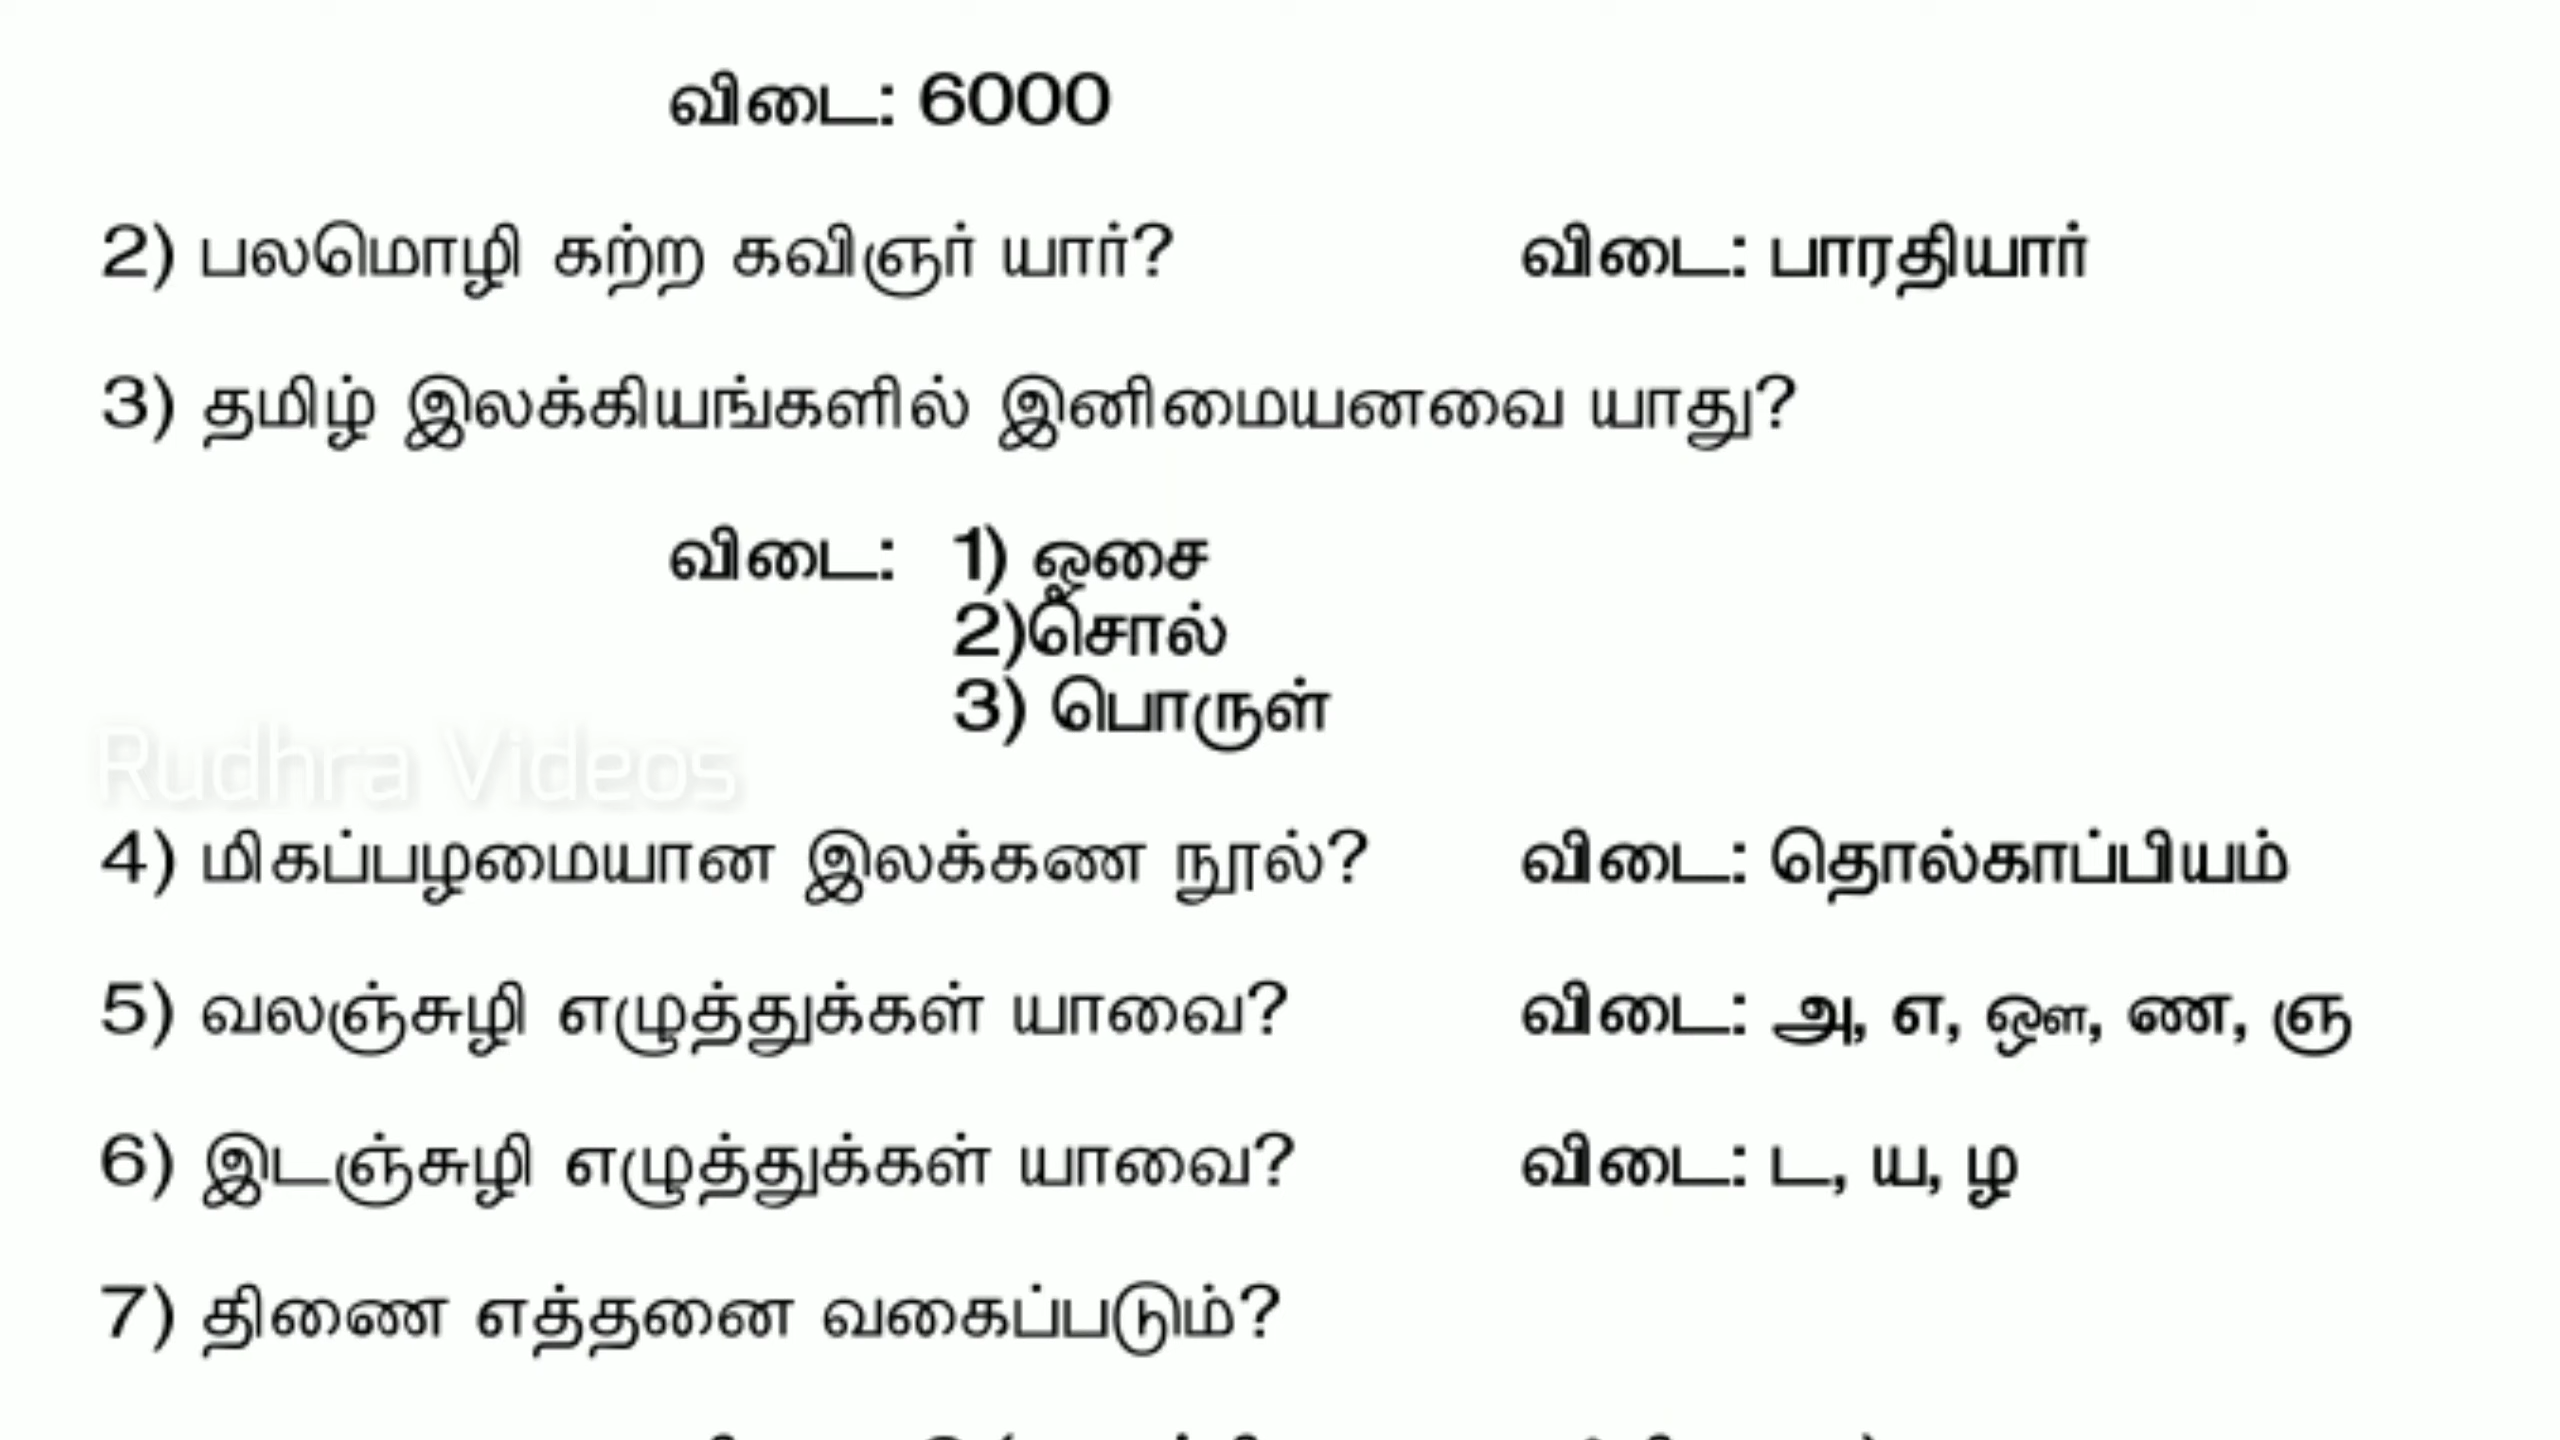 விடை: 6000
2) பலமொழி கற்ற கவிஞர் யார்? விடை: பாரதியார்
3) தமிழ் இலக்கியங்களில் இனிமையனவை யாது?
விடை: 1) ஓசை
2)சொல்
3) பொருள்
Rudhra Videos
4) மிகப்பழமையான இலக்கண நூல்? விடை: தொல்காப்பியம்
5) வலஞ்சுழி எழுத்துக்கள் யாவை? விடை: அ, எ, ஔ, ண, ஞ
6) இடஞ்சுழி எழுத்துக்கள் யாவை? விடை: ட, ய, ழ
7) திணை எத்தனை வகைப்படும்?